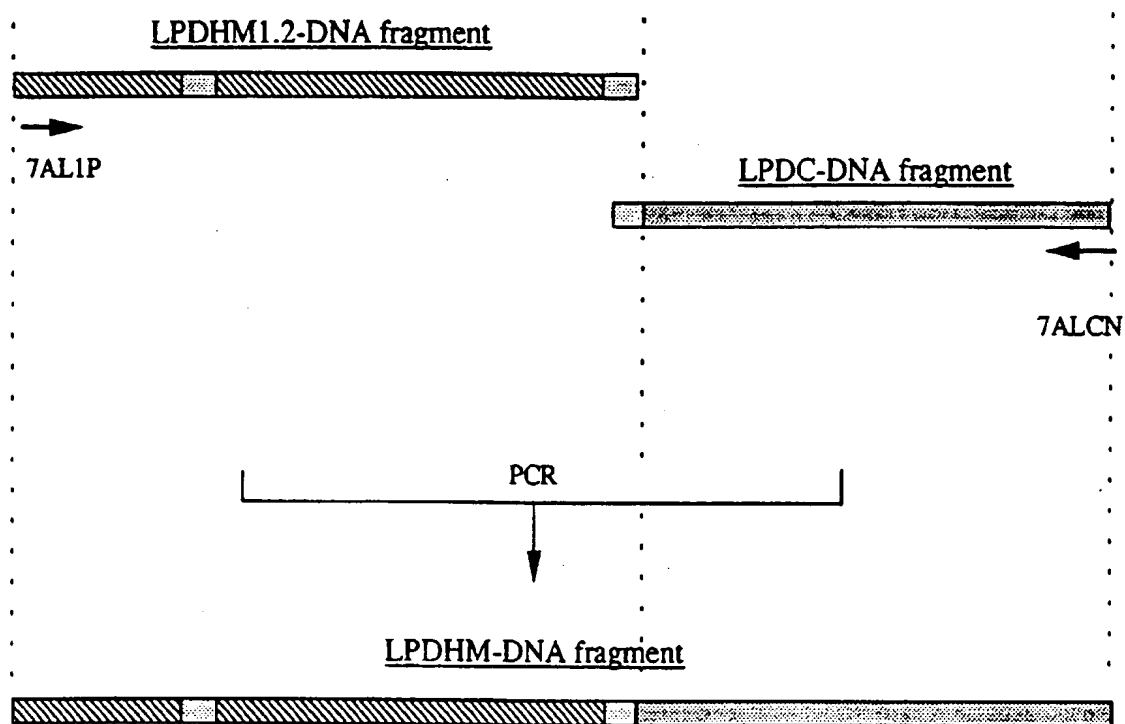 LPDHM1.2-DNA fragment
7AL1P
LPDC-DNA fragment
7ALCN
PCR
LPDHM-DNA fragment